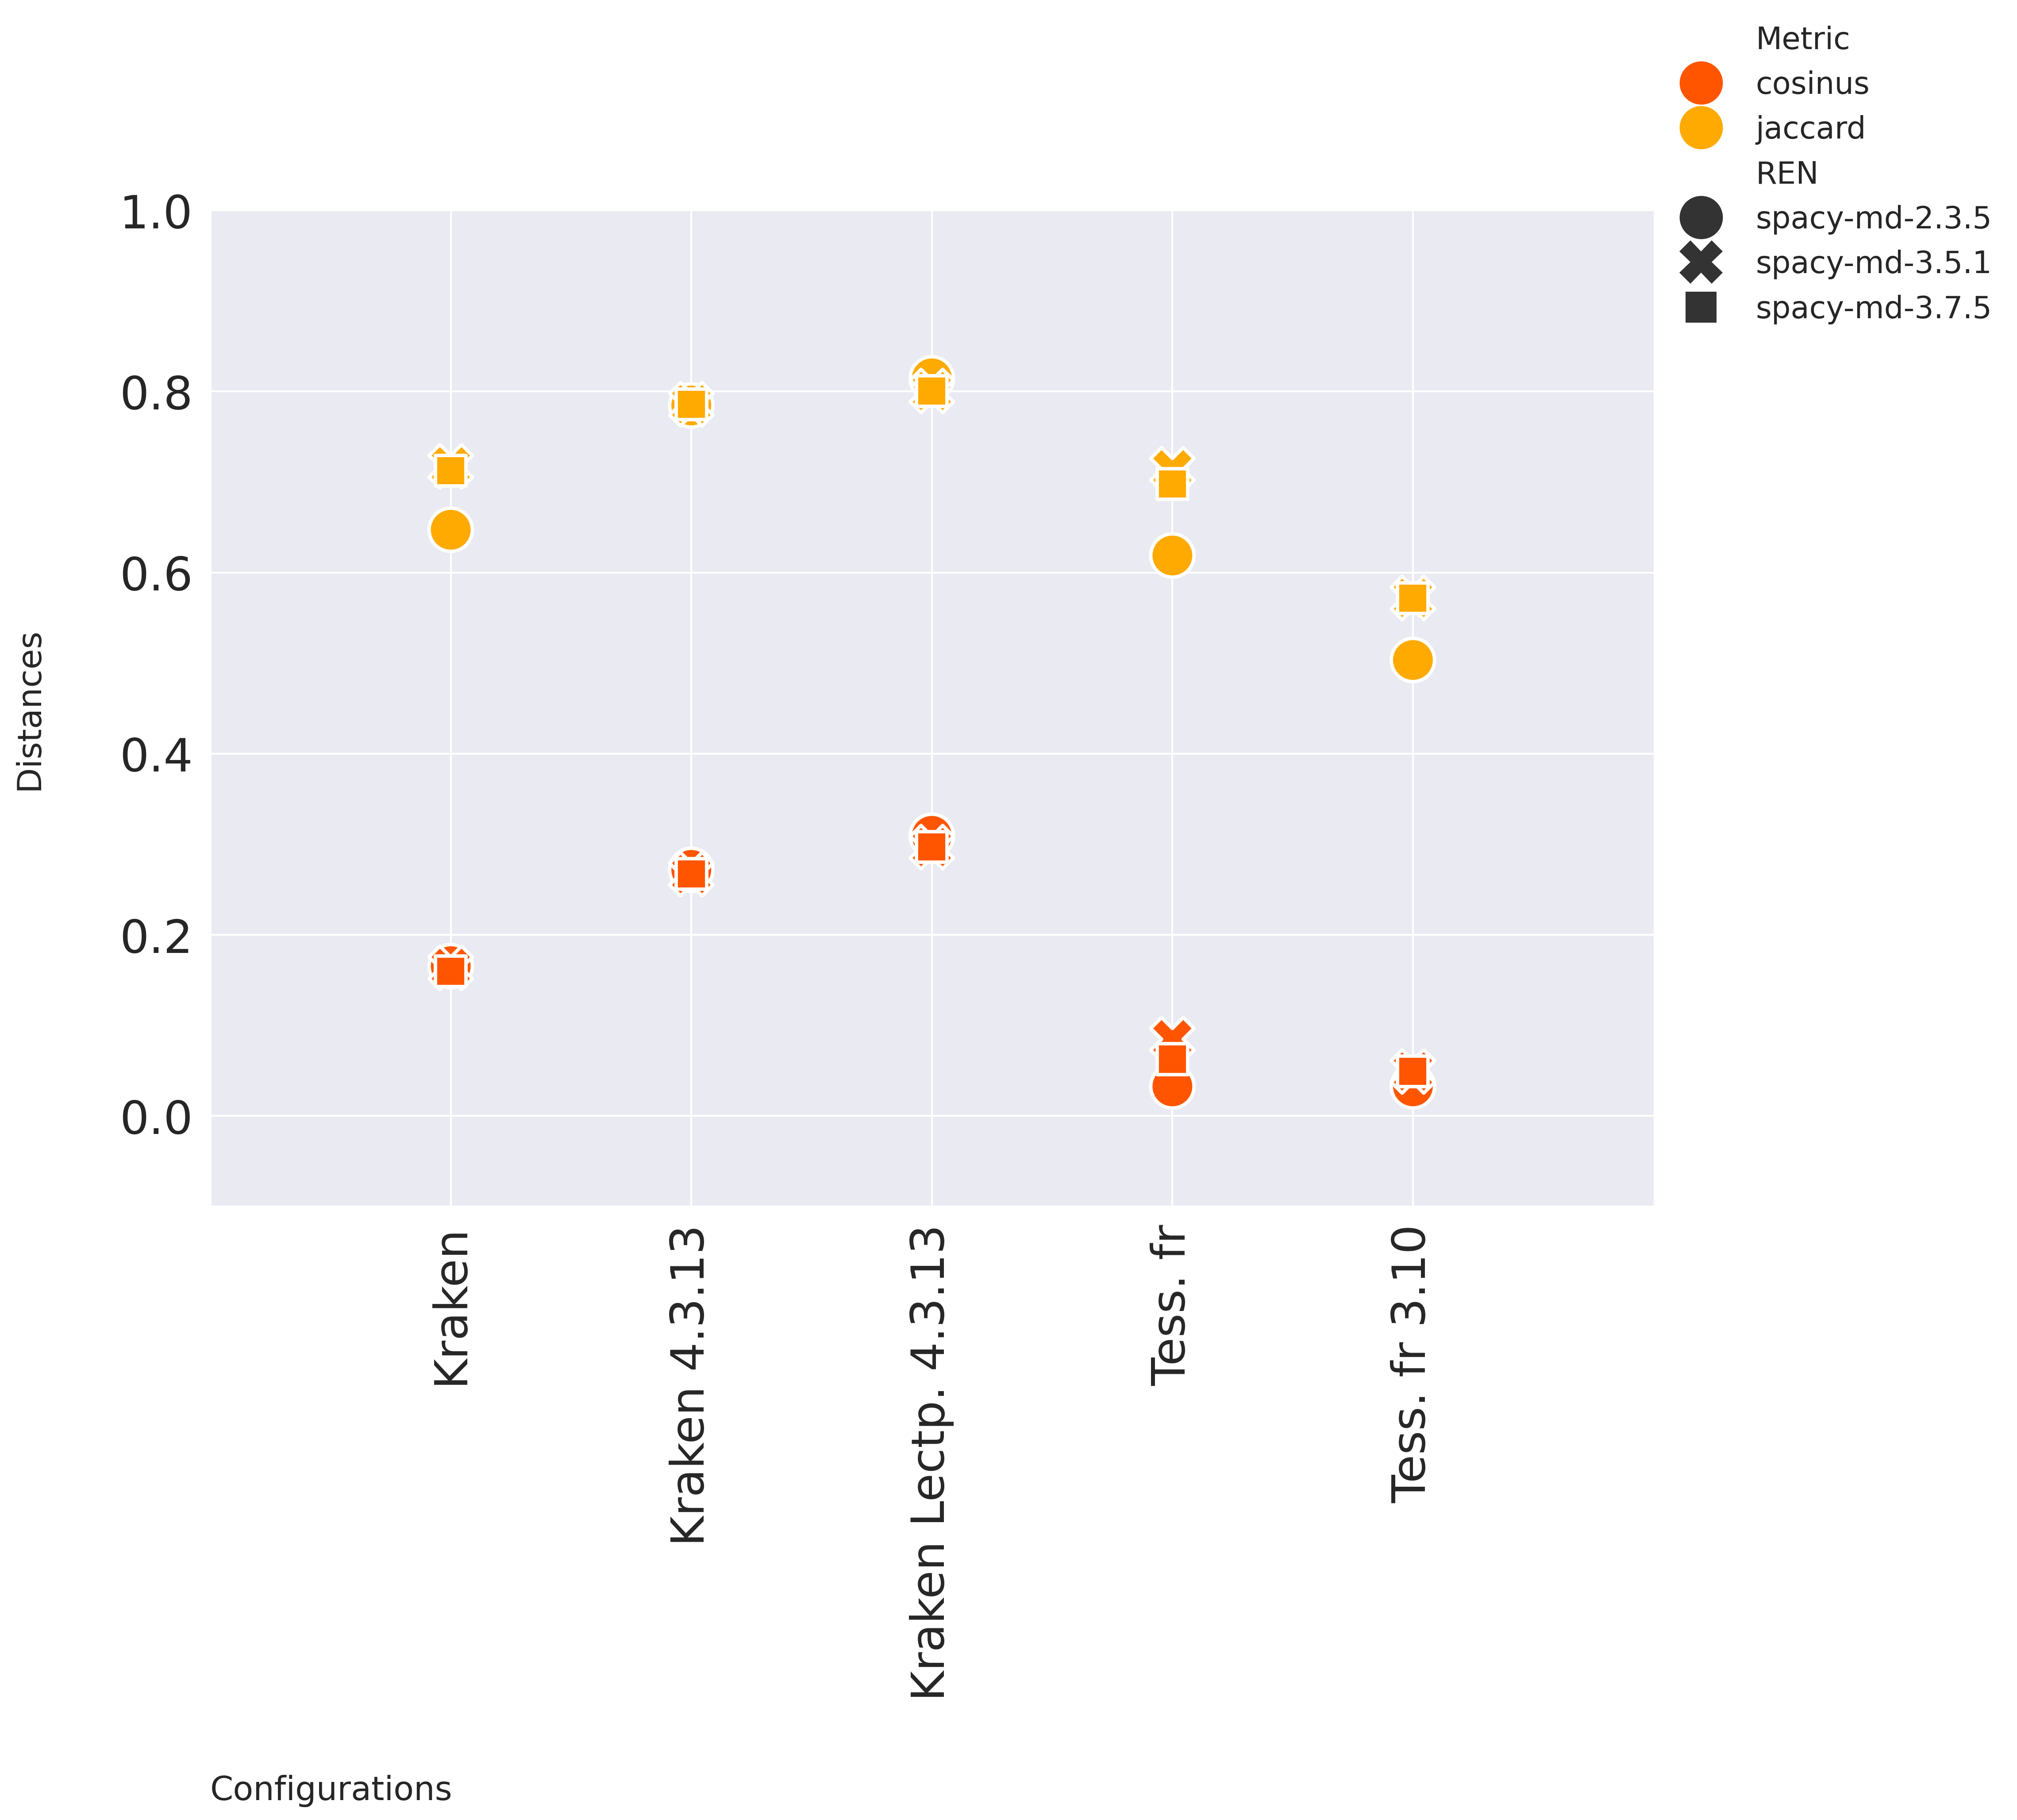 Metric
cosinus
jaccard
REN
spacy-md-2.3.5
spacy-md-3.5.1
spacy-md-3.7.5
1.0
0.8
0.6
0.4
0.2
0.0
Distances
Kraken
Kraken 4.3.13
Kraken Lectp. 4.3.13
Tess. fr
Tess. fr 3.10
Configurations